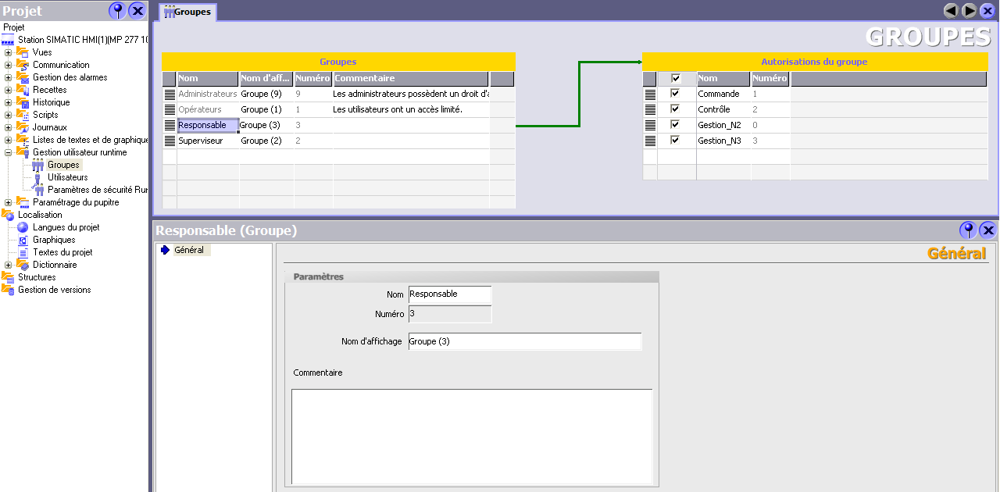 Projet
Projet
Station SIMATIC HMI(1)(MP 277 10
Vues
Communication
Gestion des alarmes
Recettes
Historique
Scripts
Journaux
Listes de textes et de graphique
Gestion utilisateur runtime
Groupes
Utilisateurs
Paramètres de sécurité Run
Paramétrage du pupitre
Localisation
Langues du projet
Graphiques
Textes du projet
Dictionnaire
Structures
Gestion de versions
Groupes
GROUPES
Groupes
Nom Nom d'aff... Numéro Commentaire
Administrateurs Groupe (9) 9 Les administrateurs possèdent un droit d'a
Opérateurs Groupe (1) 1 Les utilisateurs ont un accès limité.
Responsable Groupe (3) 3
Superviseur Groupe (2) 2
Autorisations du groupe
Nom Numéro
Commande 1
Contrôle 2
Gestion_N2 0
Gestion_N3 3
Responsable (Groupe)
Général
Général
Paramètres
Nom Responsable
Numéro 3
Nom d'affichage Groupe (3)
Commentaire